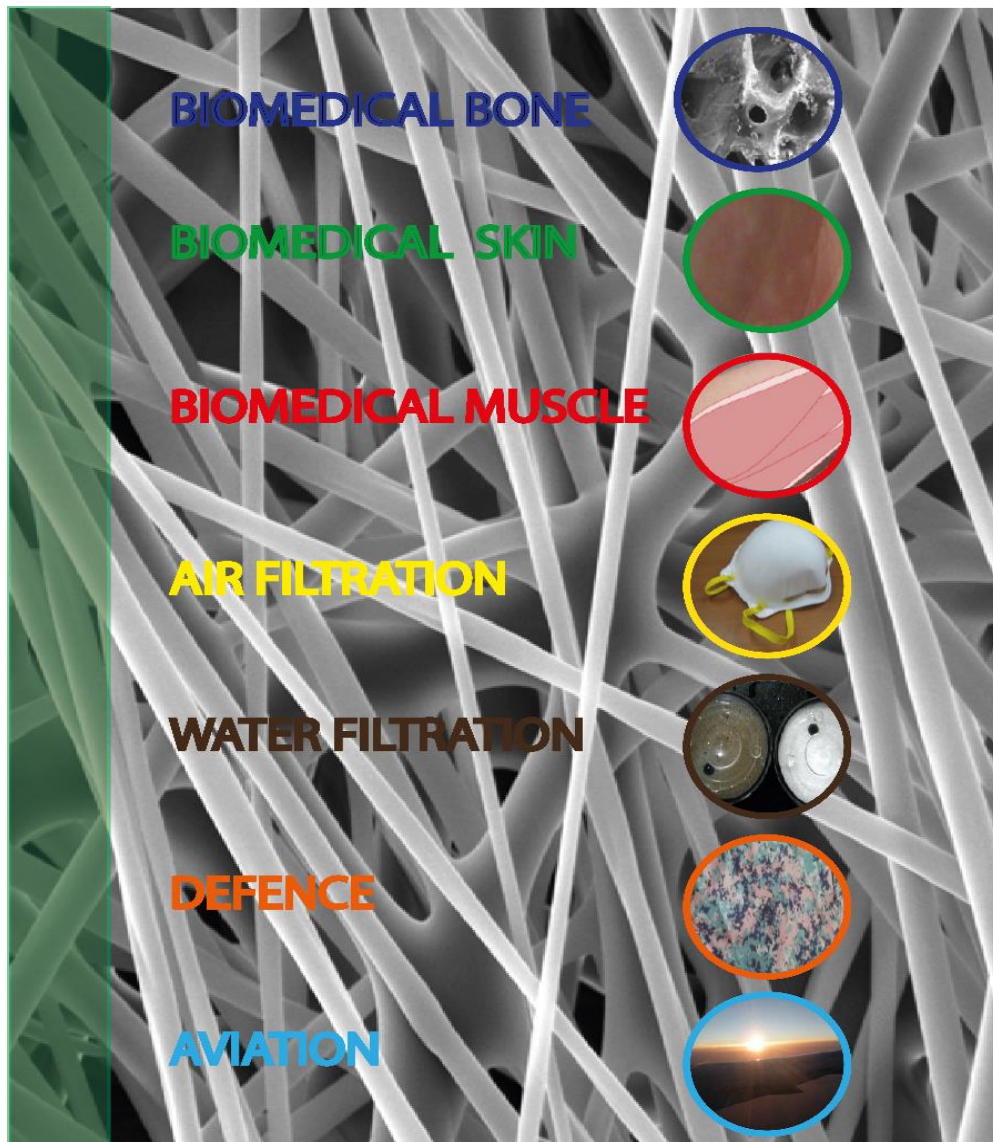 BIOMEDICAL BONE
BIOMEDICAL SKIN
BIOMEDICAL MUSCLE
AIR FILTRATION
WATER FILTRATION
DEFENCE
AVIATION